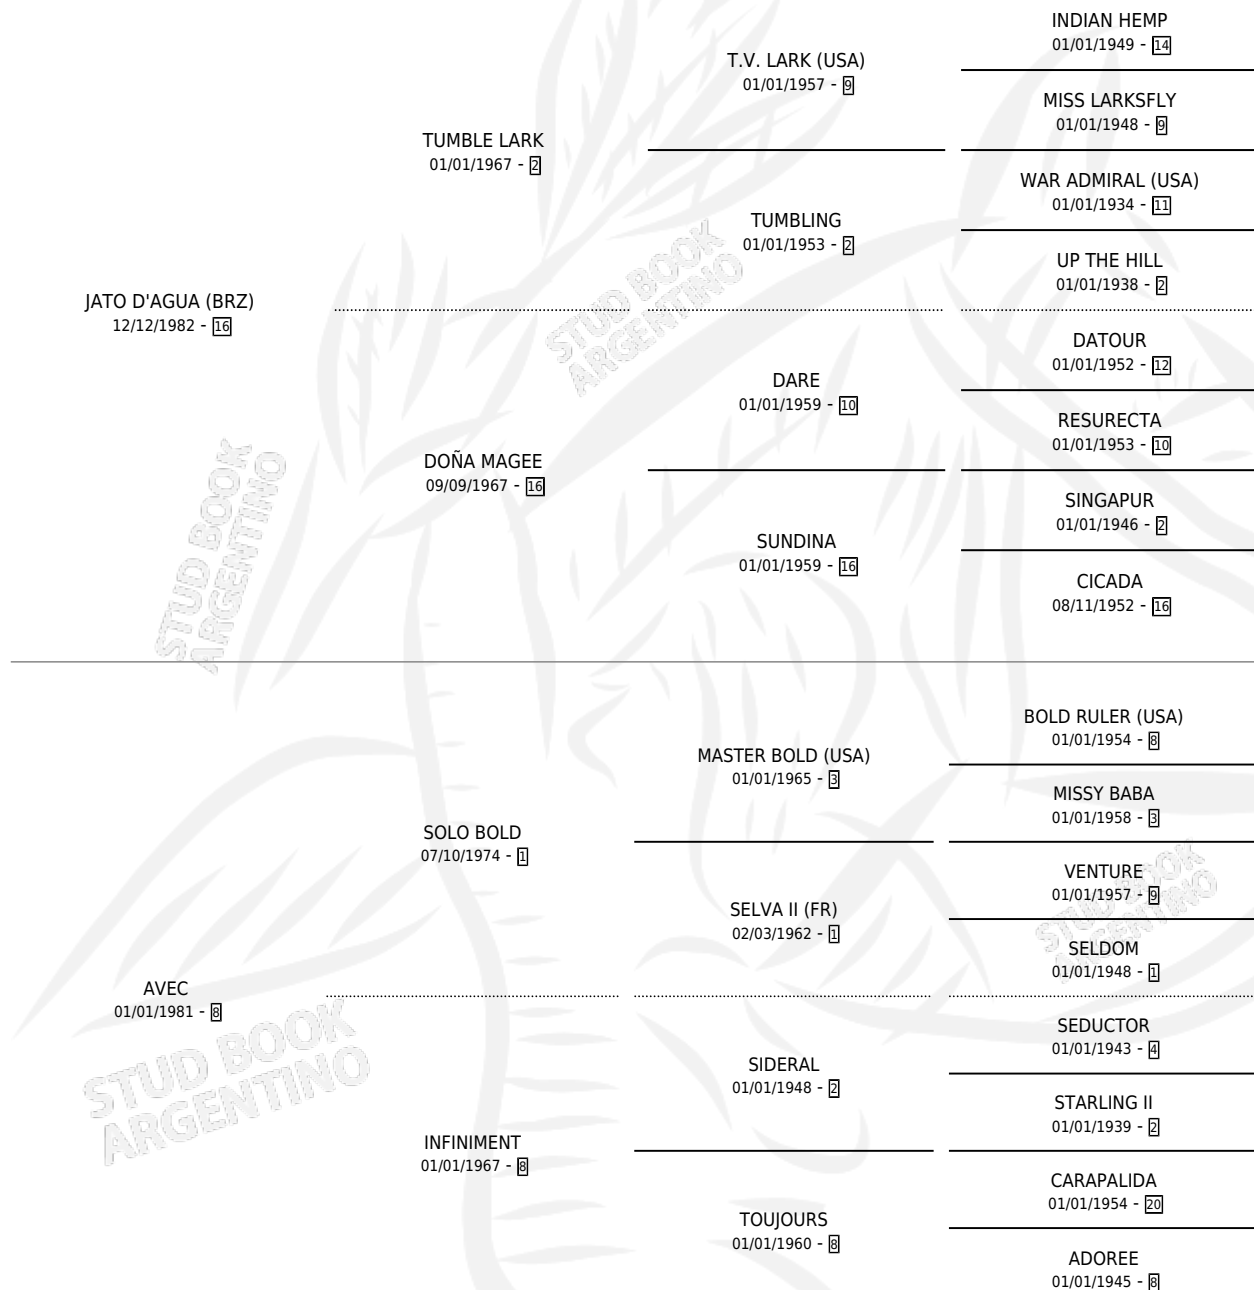 INDIAN HEMP
01/01/1949 - 14
T.V. LARK (USA)
01/01/1957 - 9
MISS LARKSFLY
01/01/1948 - 9
TUMBLE LARK
01/01/1967 - 2
WAR ADMIRAL (USA)
01/01/1934 - 11
TUMBLING
01/01/1953 - 2
UP THE HILL
01/01/1938 - 2
JATO D'AGUA (BRZ)
12/12/1982 - 16
DATOUR
01/01/1952 - 12
DARE
01/01/1959 - 10
RESURECTA
01/01/1953 - 10
DOÑA MAGEE
09/09/1967 - 16
SINGAPUR
01/01/1946 - 2
SUNDINA
01/01/1959 - 16
CICADA
08/11/1952 - 16
STUD BOOK
ARGENTINO
STUD BOOK
ARGENTINO
BOLD RULER (USA)
01/01/1954 - 8
MASTER BOLD (USA)
01/01/1965 - 3
MISSY BABA
01/01/1958 - 3
SOLO BOLD
07/10/1974 - 1
VENTURE
01/01/1957 - 9
SELVA II (FR)
02/03/1962 - 1
SELDOM
01/01/1948 - 1
AVEC
01/01/1981 - 8
SEDUCTOR
01/01/1943 - 4
SIDERAL
01/01/1948 - 2
STARLING II
01/01/1939 - 2
INFINIMENT
01/01/1967 - 8
CARAPALIDA
01/01/1954 - 20
TOUJOURS
01/01/1960 - 8
ADOREE
01/01/1945 - 8
STUD BOOK
ARGENTINO
STUD BOOK
ARGENTINO